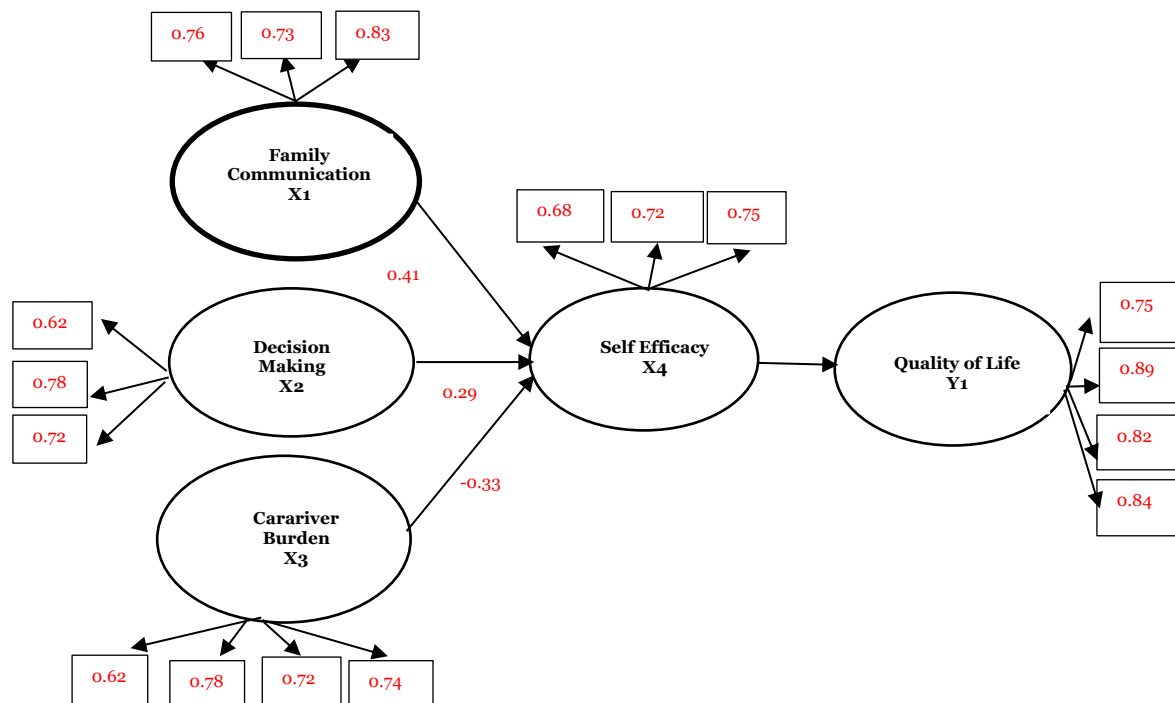 0.76 0.73 0.83
Family
Communication
X1
0.68 0.72 0.75
0.41
0.62
0.78
0.72
Decision
Making
X2
0.29
Self Efficacy
X4
Quality of Life
Y1
0.75
0.89
0.82
0.84
-0.33
Carariver
Burden
X3
0.62 0.78 0.72 0.74